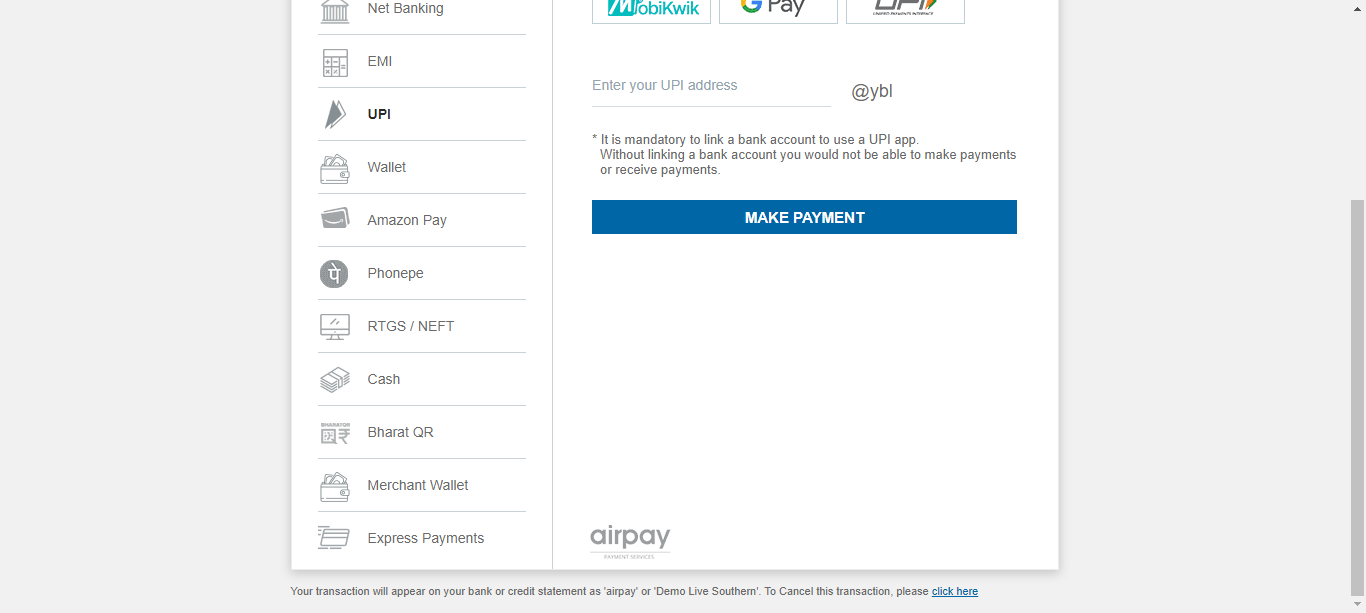 Net Banking
EMI
UPI
Wallet
Amazon Pay
पे
Phonepe
RTGS / NEFT
Cash
BHARATQR
Bharat QR
Merchant Wallet
Express Payments
MobiKwik
G Pay
UPI
UNIFIED PAYMENTS INTERFACE
Enter your UPI address
@ybl
* It is mandatory to link a bank account to use a UPI app.
Without linking a bank account you would not be able to make payments
or receive payments.
MAKE PAYMENT
airpay
PAYMENT SERVICES
Your transaction will appear on your bank or credit statement as 'airpay' or 'Demo Live Southern'. To Cancel this transaction, please click here